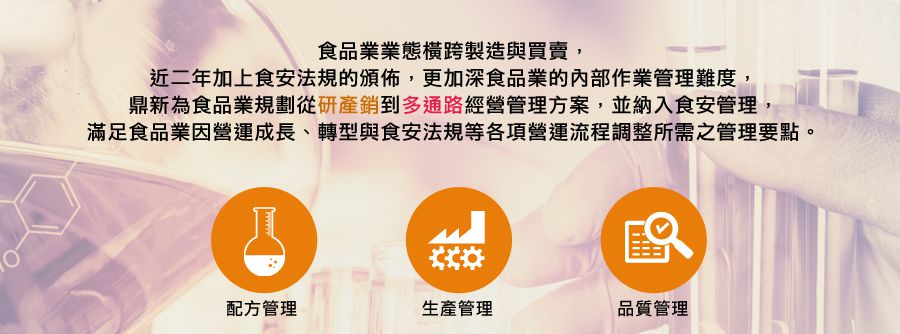 食品業業態橫跨製造與買賣，
近二年加上食安法規的頒佈，更加深食品業的內部作業管理難度，
鼎新為食品業規劃從研產銷到多通路經營管理方案，並納入食安管理，
滿足食品業因營運成長、轉型與食安法規等各項營運流程調整所需之管理要點。
配方管理
生產管理
品質管理